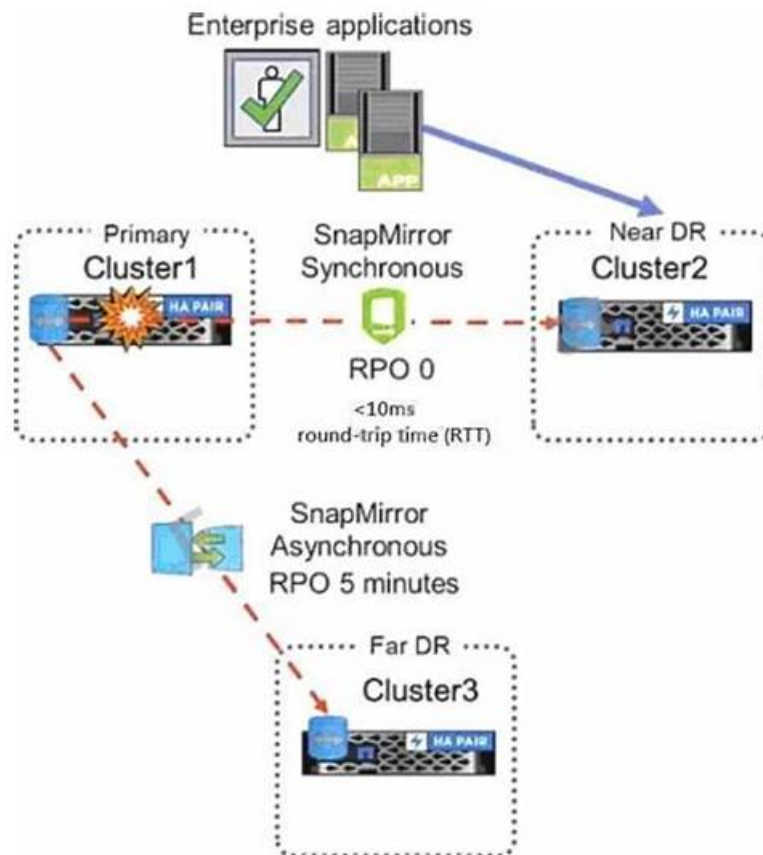 Enterprise applications
A
APP
Primary
Cluster1
HA PAIR
SnapMirror
Synchronous
RPO 0
<10ms
round-trip time (RTT)
Near DR
Cluster2
HA PAIR
SnapMirror
Asynchronous
RPO 5 minutes
Far DR
Cluster3
HA PAIR